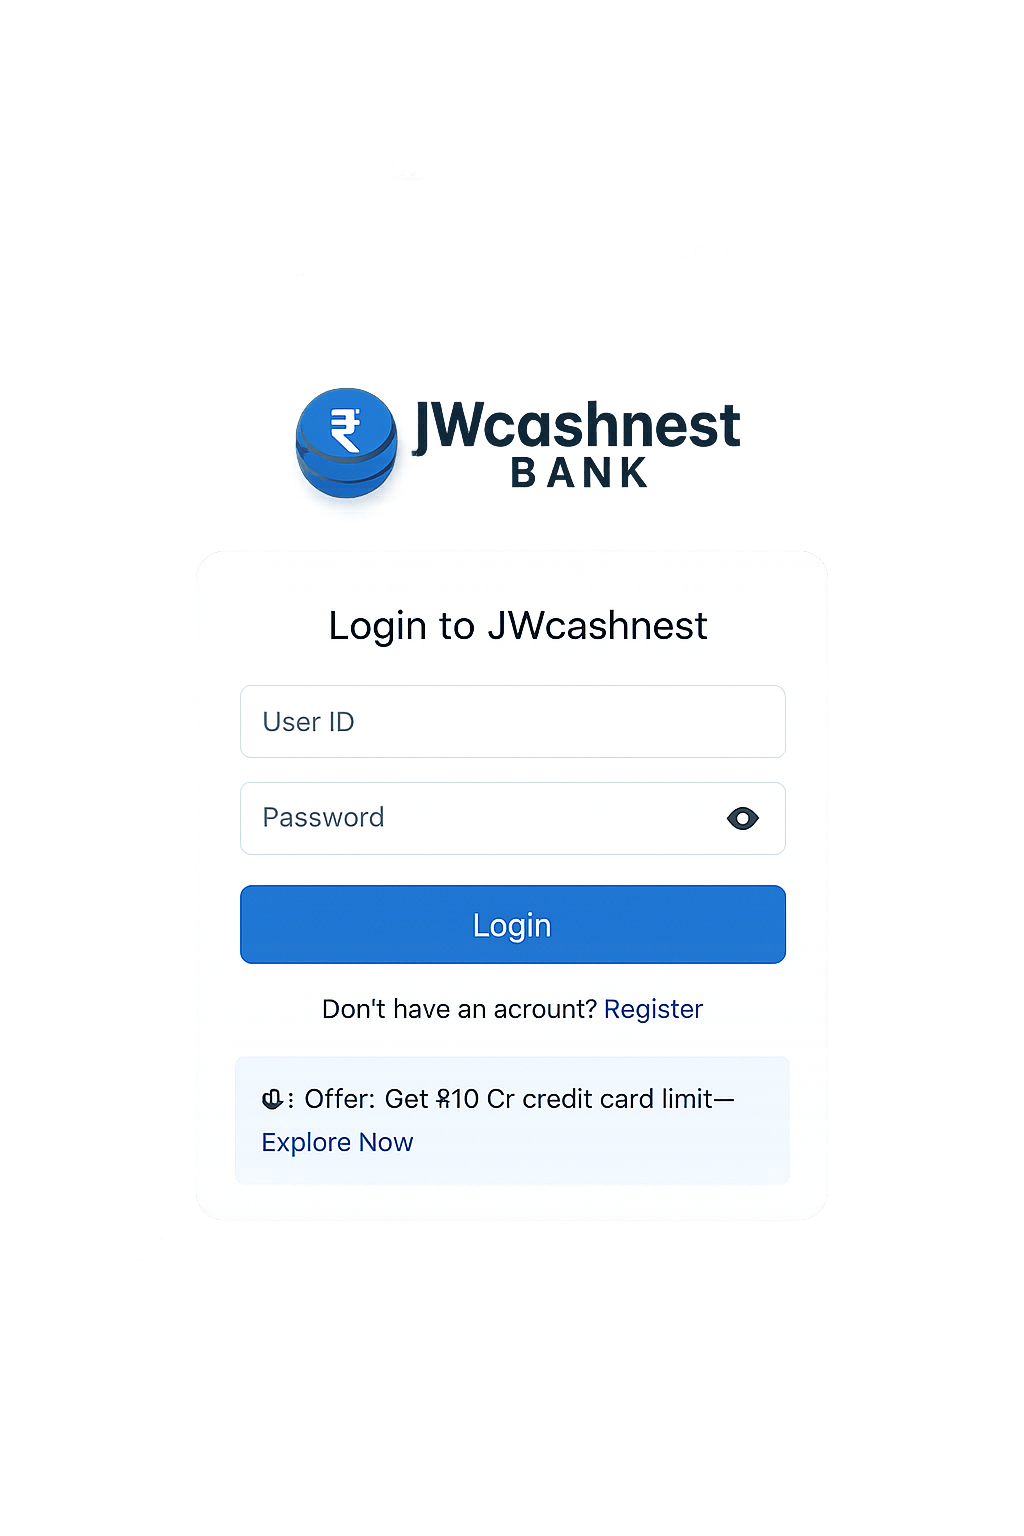 JWcashnest
BANK
Login to JWcashnest
User ID
Password
Login
Don't have an acrount? Register
Offer: Get 10 Cr credit card limit—
Explore Now